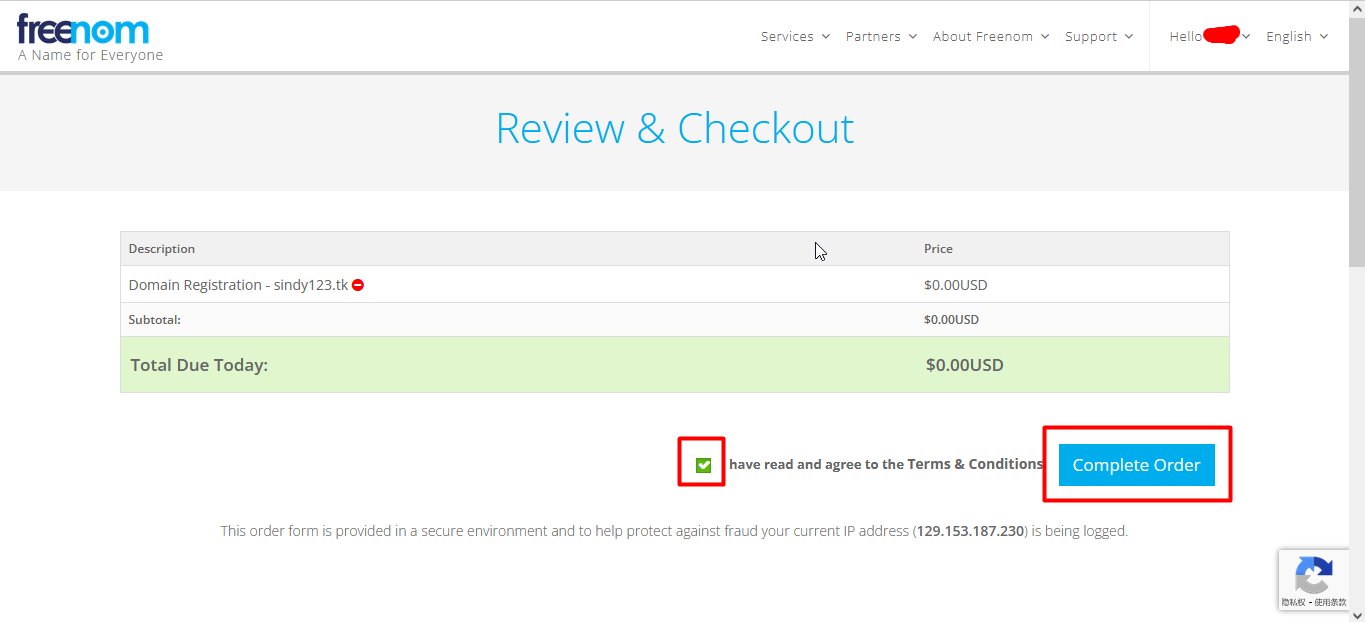 freenom
A Name for Everyone
Services Partners About Freenom Support Hello English
Review & Checkout
Description Price
Domain Registration - sindy123.tk $0.00USD
Subtotal: $0.00USD
Total Due Today: $0.00USD
have read and agree to the Terms & Conditions Complete Order
This order form is provided in a secure environment and to help protect against fraud your current IP address (129.153.187.230) is being logged.
隐私权 - 使用条款